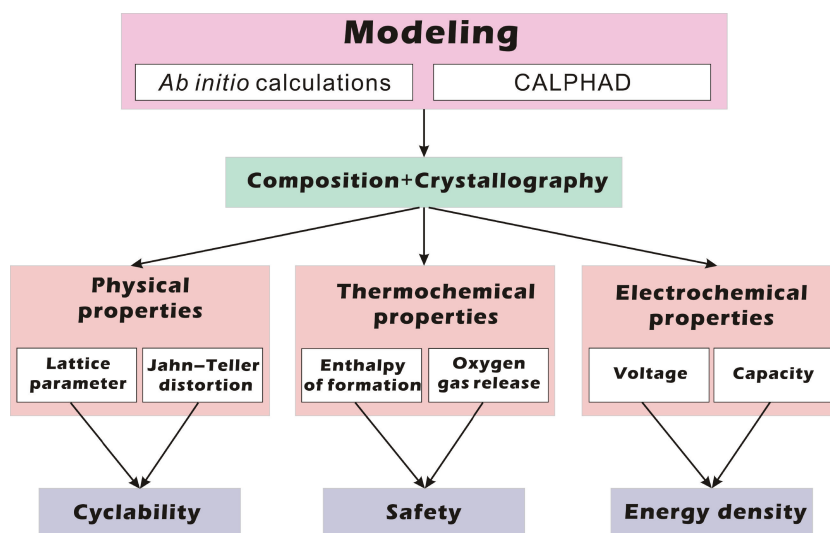 Modeling
Ab initio calculations
CALPHAD
Composition+Crystallography
Physical
properties
Lattice
parameter
Jahn–Teller
distortion
Thermochemical
properties
Enthalpy
of formation
Oxygen
gas release
Electrochemical
properties
Voltage
Capacity
Cyclability
Safety
Energy density